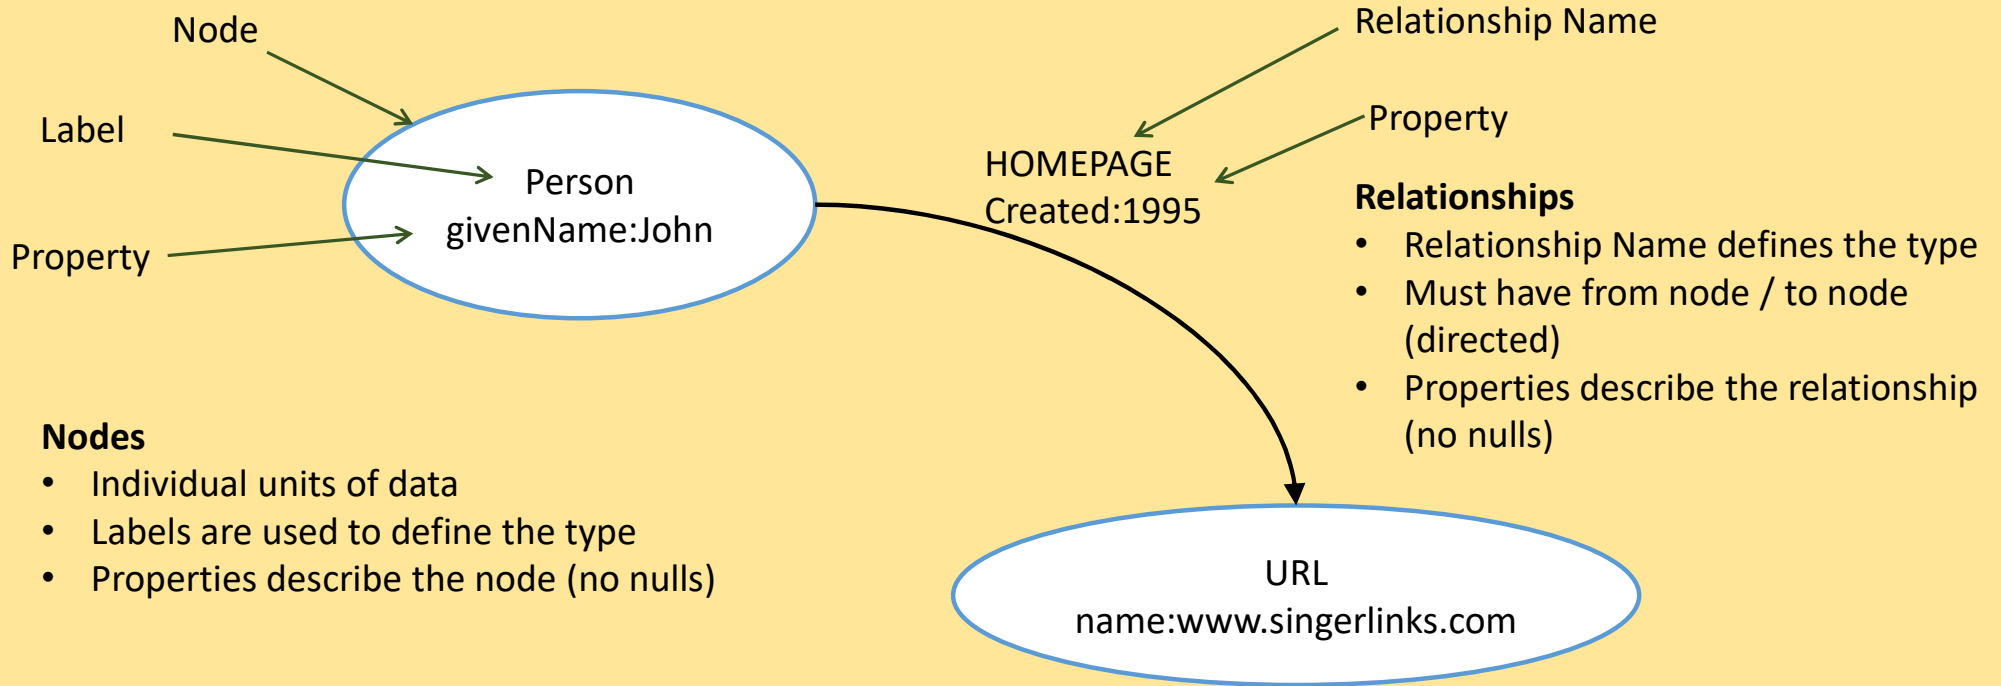 Node
Label
Property
Person
givenName:John
HOMEPAGE
Created:1995
Relationship Name
Property
Relationships
• Relationship Name defines the type
• Must have from node / to node
(directed)
• Properties describe the relationship
(no nulls)
Nodes
• Individual units of data
• Labels are used to define the type
• Properties describe the node (no nulls)
URL
name:www.singerlinks.com